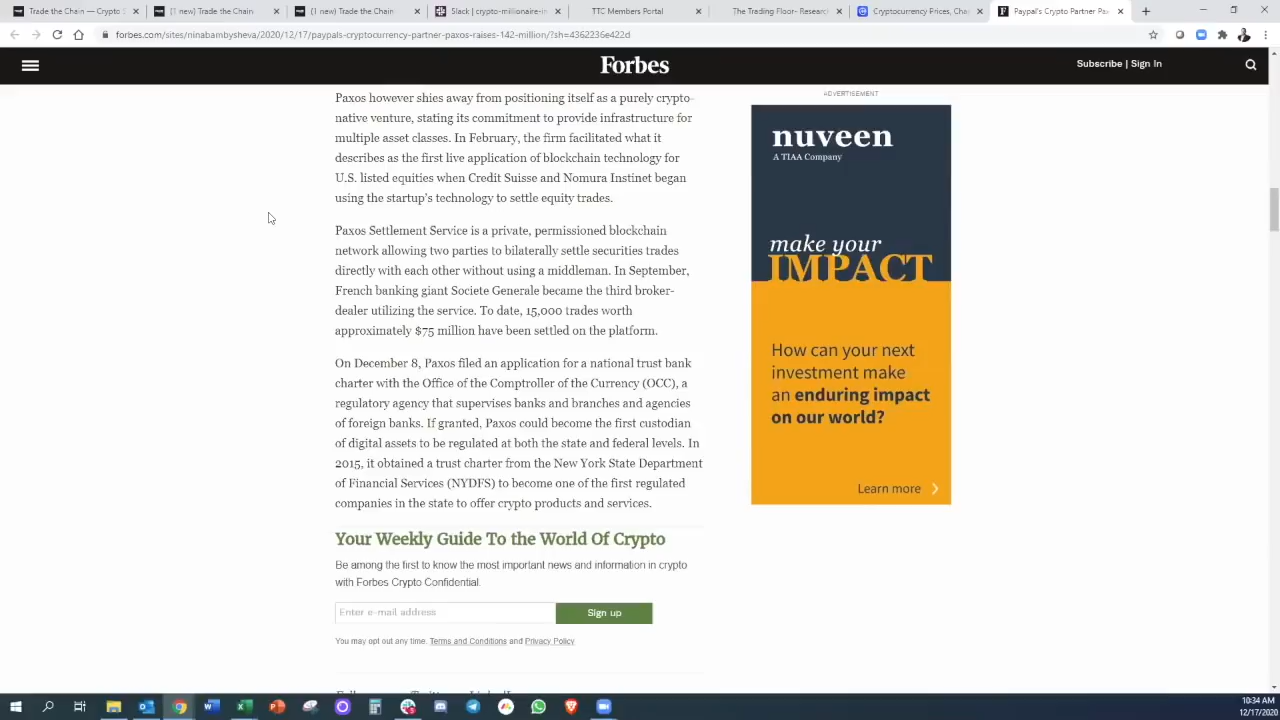 Trade the Chain — Crypto S
(1 new) Trade the.Chain
(1 new) Trade the.Chain
Slack | crypto-millionaire-in
TTC Members Portal
The Trading Floor- Research
Cryptocurrency Prices, Cha
Paypal's Crypto Partner Pax
forbes.com/sites/ninabambysheva/2020/12/17/paypals-cryptocurrency-partner-paxos-raises-142-million/?sh=4362236e422d
Forbes
Subscribe | Sign In
Paxos however shies away from positioning itself as a purely crypto-
native venture, stating its commitment to provide infrastructure for
multiple asset classes. In February, the firm facilitated what it
describes as the first live application of blockchain technology for
U.S. listed equities when Credit Suisse and Nomura Instinet began
using the startup's technology to settle equity trades.
Paxos Settlement Service is a private, permissioned blockchain
network allowing two parties to bilaterally settle securities trades
directly with each other without using a middleman. In September,
French banking giant Societe Generale became the third broker-
dealer utilizing the service. To date, 15,000 trades worth
approximately $75 million have been settled on the platform.
On December 8, Paxos filed an application for a national trust bank
charter with the Office of the Comptroller of the Currency (OCC), a
regulatory agency that supervises banks and branches and agencies
of foreign banks. If granted, Paxos could become the first custodian
of digital assets to be regulated at both the state and federal levels. In
2015, it obtained a trust charter from the New York State Department
of Financial Services (NYDFS) to become one of the first regulated
companies in the state to offer crypto products and services.
Your Weekly Guide To the World Of Crypto
Be among the first to know the most important news and information in crypto
with Forbes Crypto Confidential.
Enter e-mail address
Sign up
You may opt out any time. Terms and Conditions and Privacy Policy
ADVERTISEMENT
nuveen
A TIAA Company
make your
IMPACT
How can your next
investment make
an enduring impact
on our world?
Learn more
10:34 AM
12/17/2020